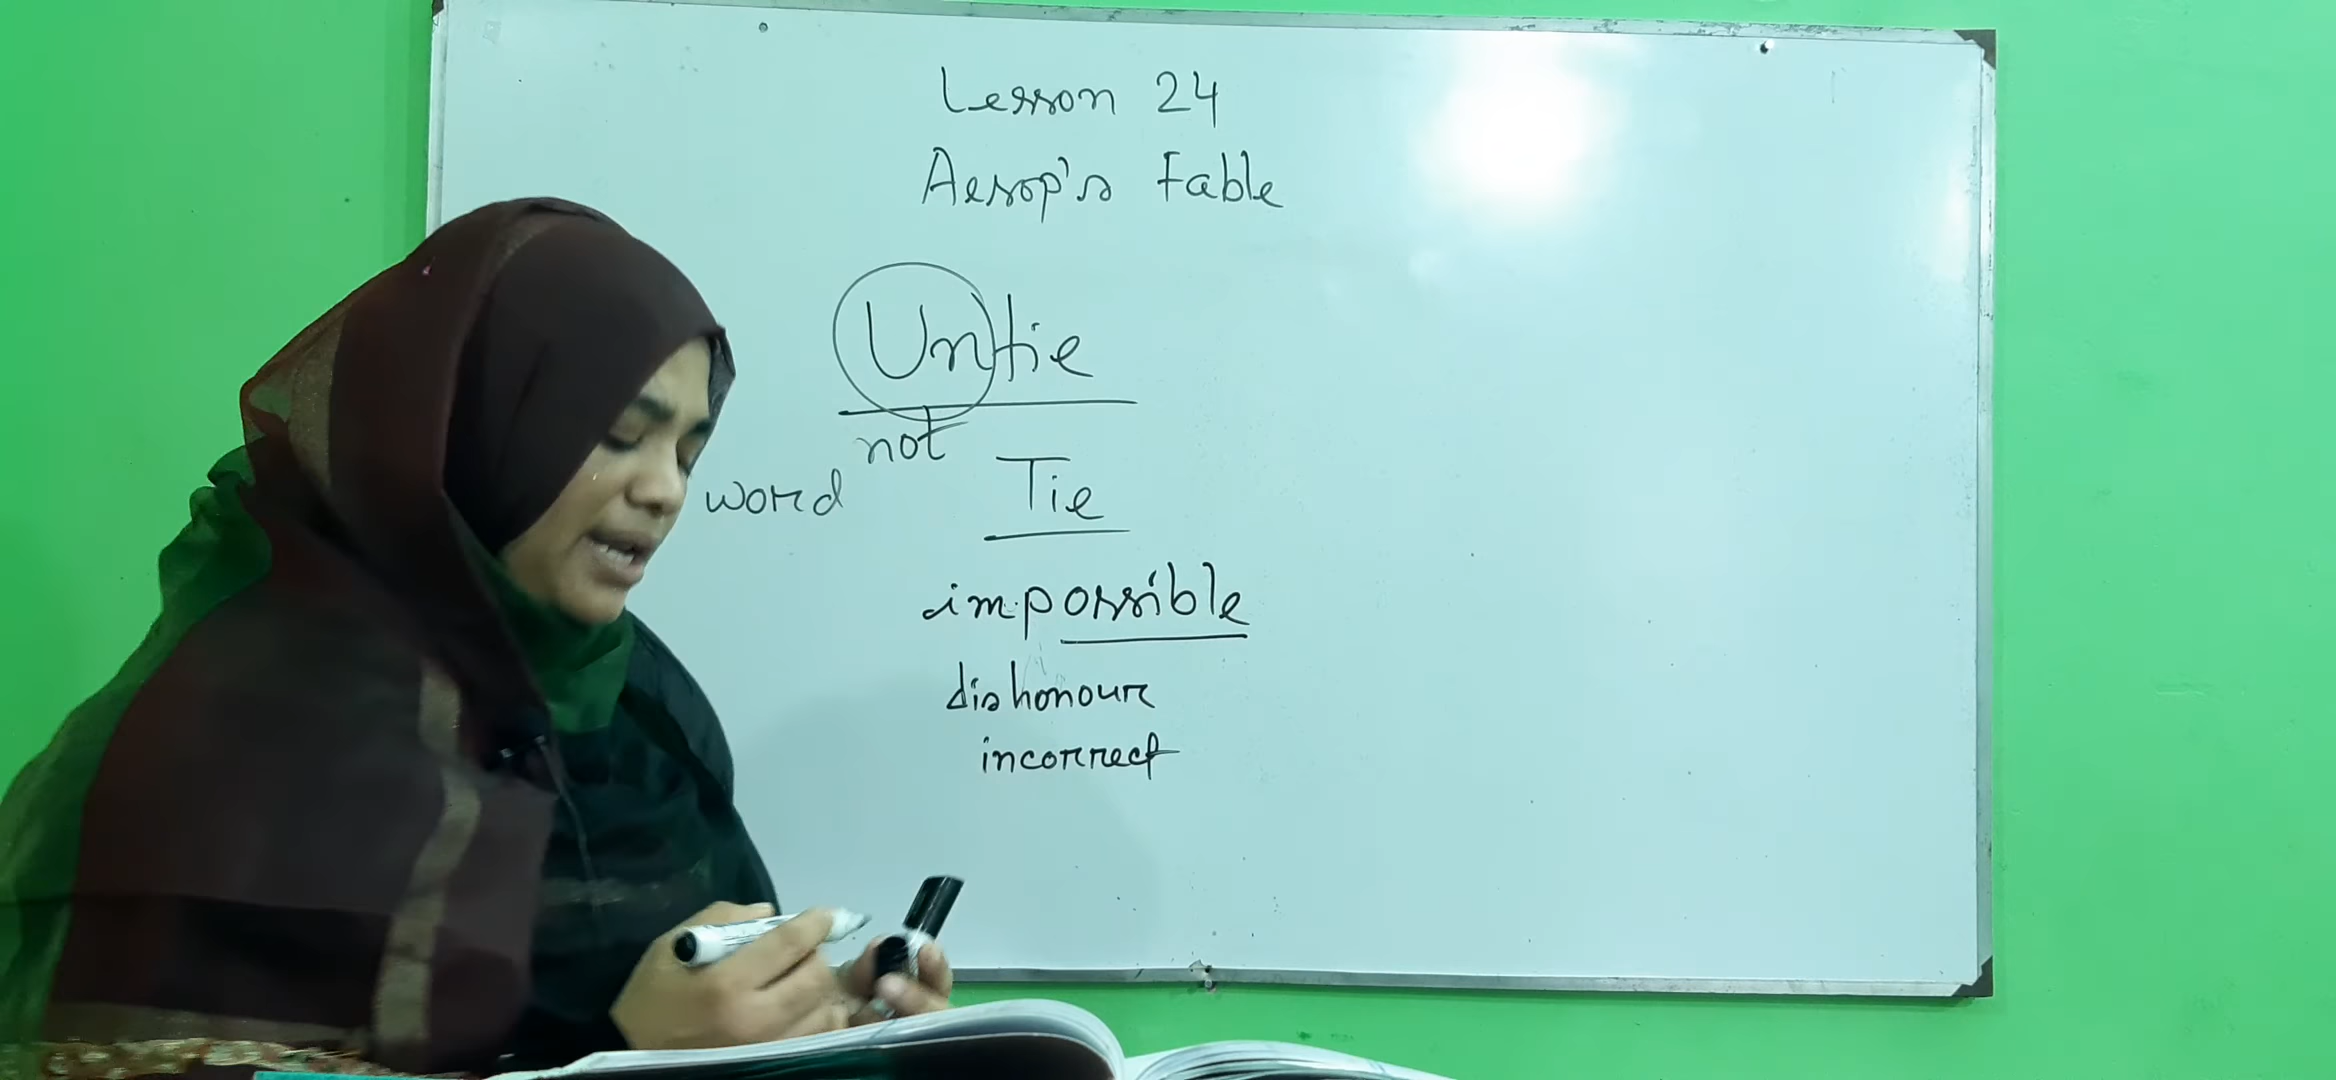 Lesson 24
Aesop's Fable
Untie
not
word Tie
impossible
dishonour
incorrect